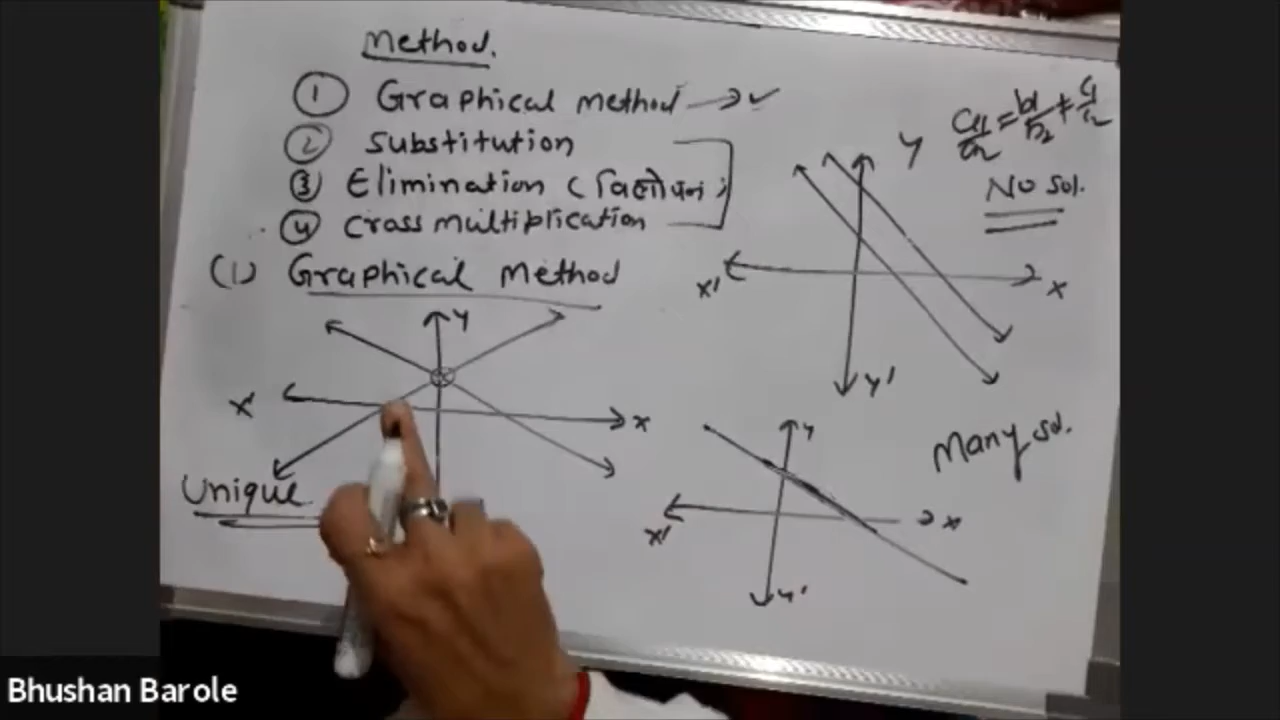 Method.
① Graphical method → ✓
② Substitution
③ Elimination (
④ Cross multiplication
(1) Graphical Method
Y
X'
X
Unique
a1/a2 = b1/b2 ≠ c1/c2
No sol.
Y
X'
X
Y'
Many sol.
Y
X'
X
Y'
Bhushan Barole